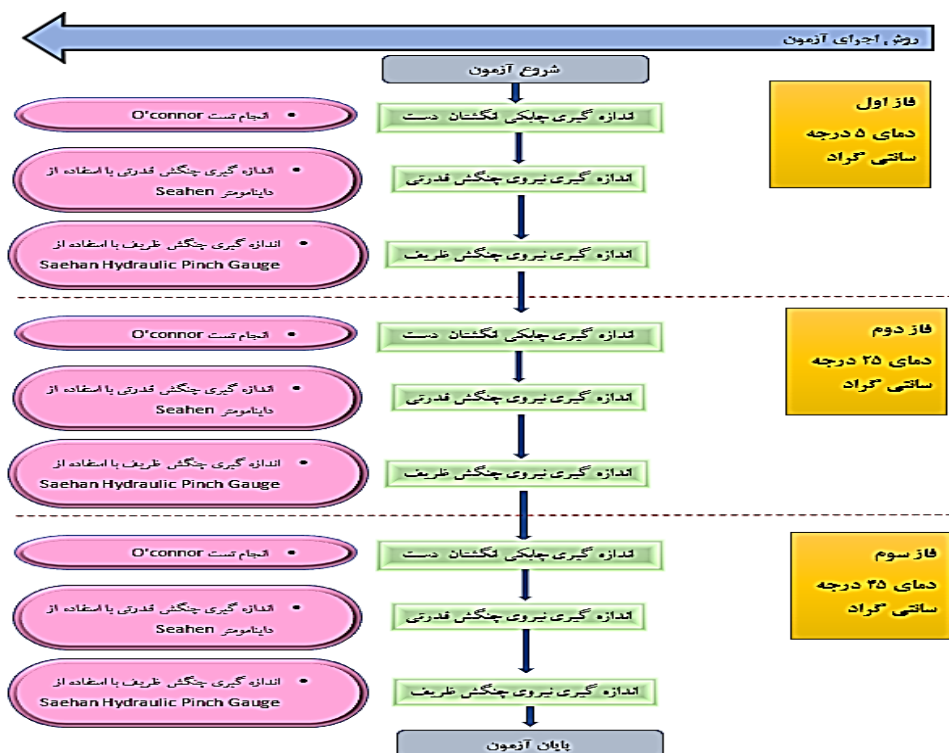 روش اجرای آزمون
شروع آزمون
فاز اول
دمای ۵ درجه
سانتی گراد
اندازه گیری چابکی انگشتان دست
• انجام تست O'connor
اندازه گیری نیروی چنگش قدرتی
• اندازه گیری چنگش قدرتی با استفاده از
داینامومتر Seahen
اندازه گیری نیروی چنگش ظریف
• اندازه گیری چنگش ظریف با استفاده از
Saehan Hydraulic Pinch Gauge
فاز دوم
دمای ۲۵ درجه
سانتی گراد
اندازه گیری چابکی انگشتان دست
• انجام تست O'connor
اندازه گیری نیروی چنگش قدرتی
• اندازه گیری چنگش قدرتی با استفاده از
داینامومتر Seahen
اندازه گیری نیروی چنگش ظریف
• اندازه گیری چنگش ظریف با استفاده از
Saehan Hydraulic Pinch Gauge
فاز سوم
دمای ۴۵ درجه
سانتی گراد
اندازه گیری چابکی انگشتان دست
• انجام تست O'connor
اندازه گیری نیروی چنگش قدرتی
• اندازه گیری چنگش قدرتی با استفاده از
داینامومتر Seahen
اندازه گیری نیروی چنگش ظریف
• اندازه گیری چنگش ظریف با استفاده از
Saehan Hydraulic Pinch Gauge
پایان آزمون